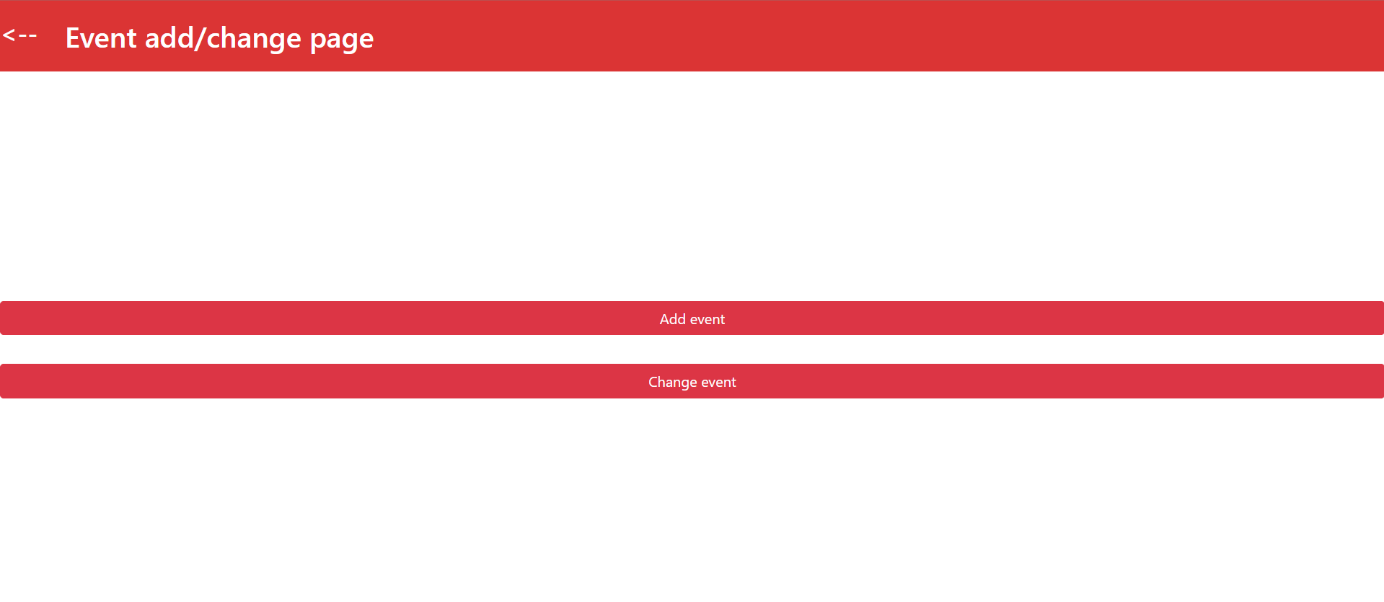 <-- Event add/change page
Add event
Change event